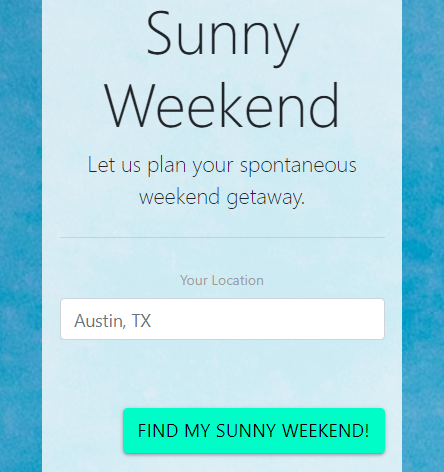 Sunny
Weekend
Let us plan your spontaneous
weekend getaway.
Your Location
Austin, TX
FIND MY SUNNY WEEKEND!